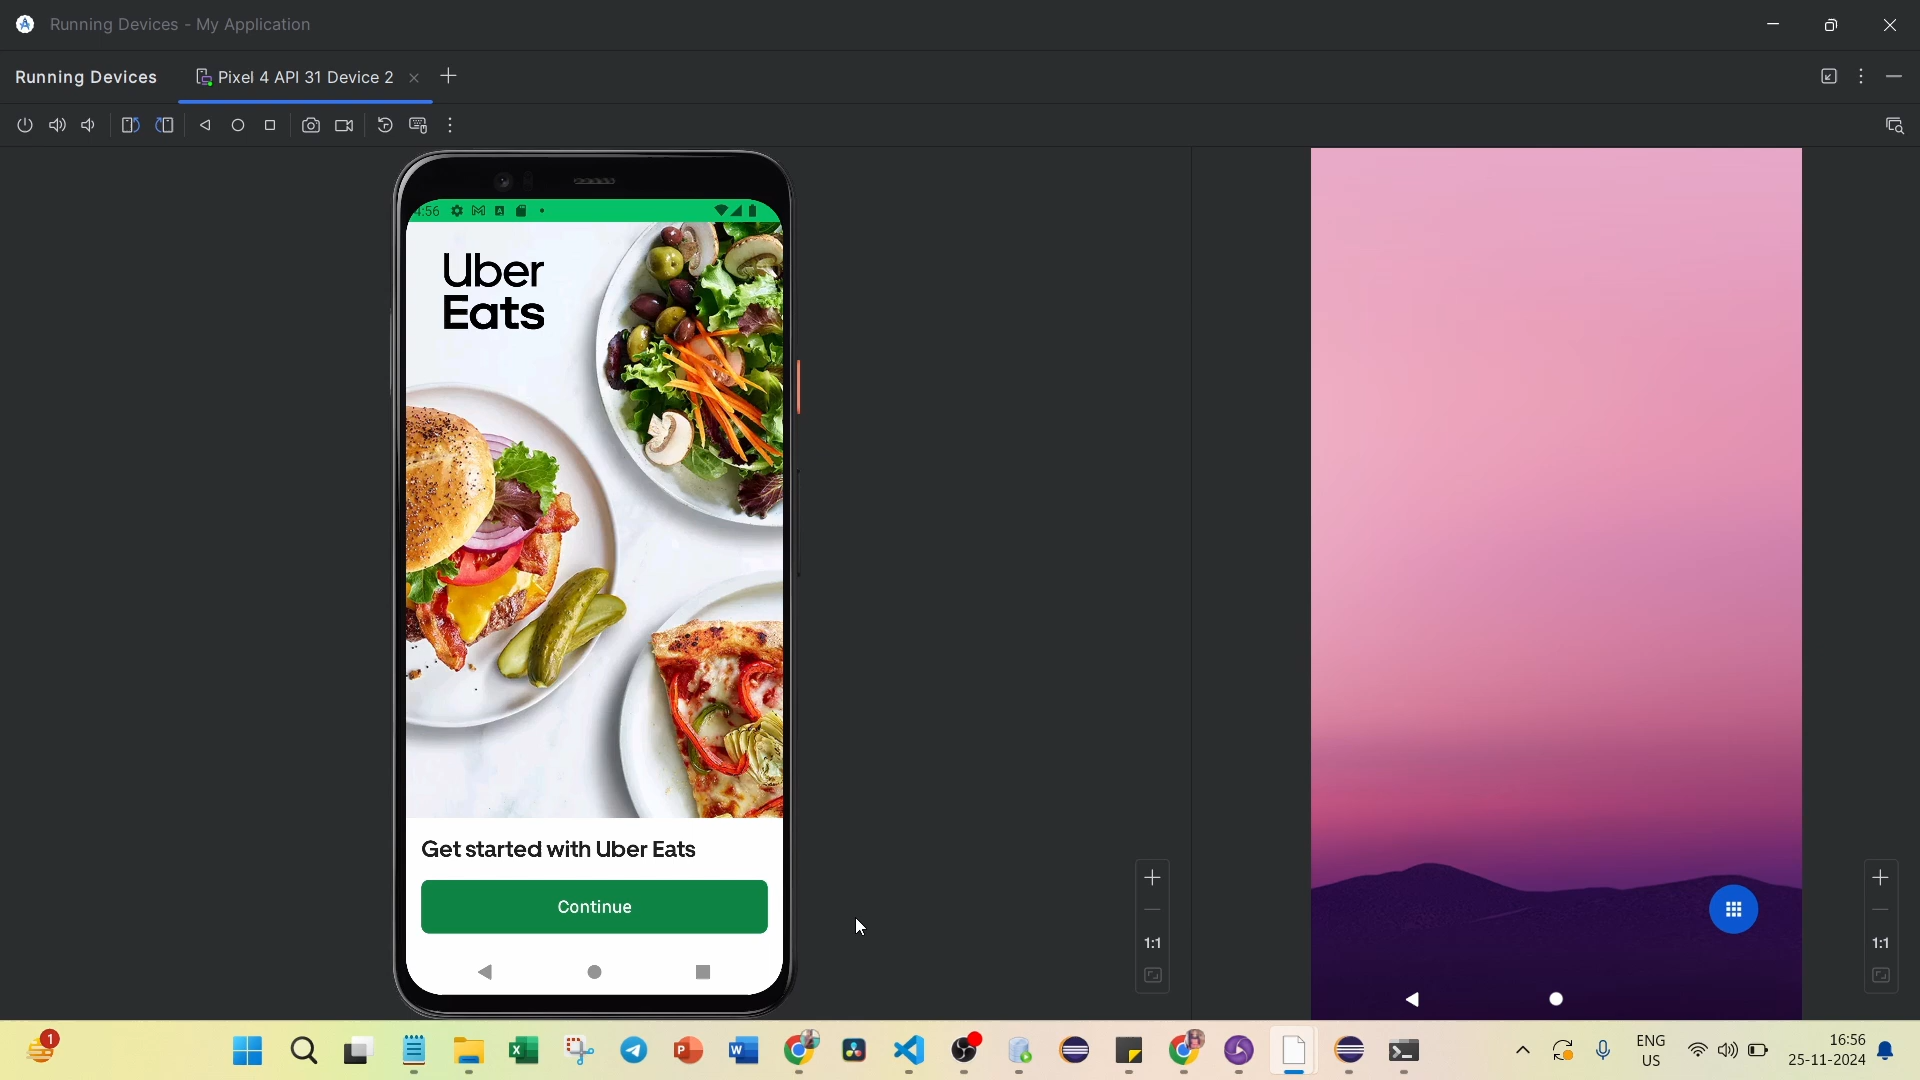 Running Devices - My Application
Running Devices
Pixel 4 API 31 Device 2
4:56
Uber
Eats
Get started with Uber Eats
Continue
1:1
1:1
1
ENG
US
16:56
25-11-2024